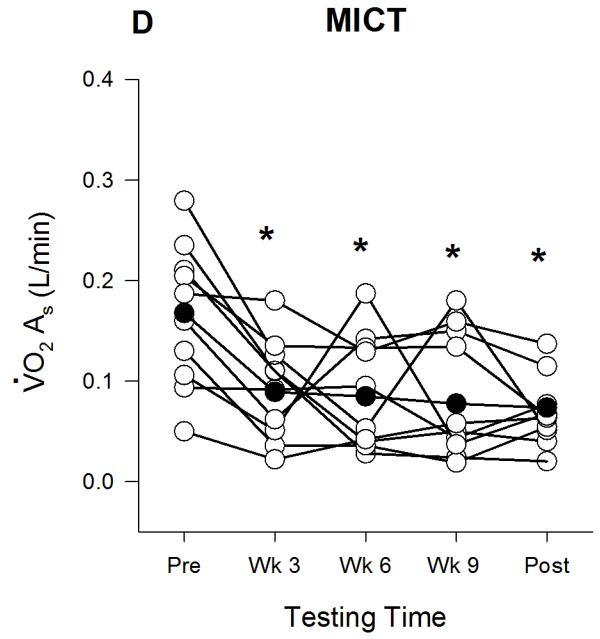 D MICT
0.4
0.3
0.2
0.1
0.0
V̇O₂ Aₛ (L/min)
* * * *
Pre Wk 3 Wk 6 Wk 9 Post
Testing Time